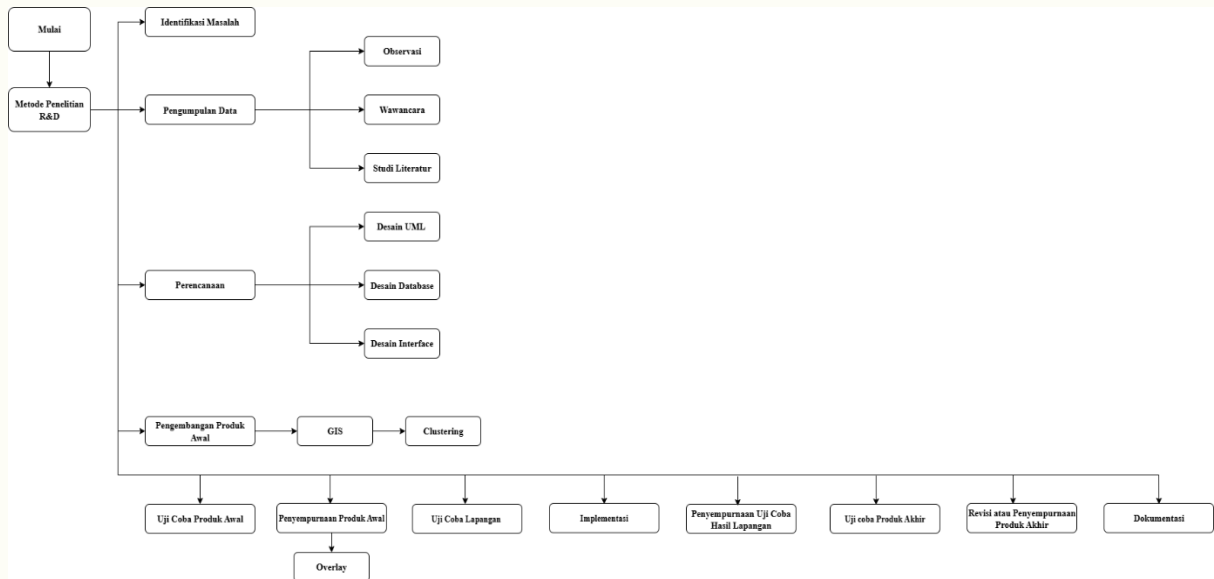 Mulai
Metode Penelitian
R&D
Identifikasi Masalah
Pengumpulan Data
Observasi
Wawancara
Studi Literatur
Perencanaan
Desain UML
Desain Database
Desain Interface
Pengembangan Produk
Awal
GIS
Clustering
Uji Coba Produk Awal
Penyempurnaan Produk Awal
Overlay
Uji Coba Lapangan
Implementasi
Penyempurnaan Uji Coba
Hasil Lapangan
Uji coba Produk Akhir
Revisi atau Penyempurnaan
Produk Akhir
Dokumentasi